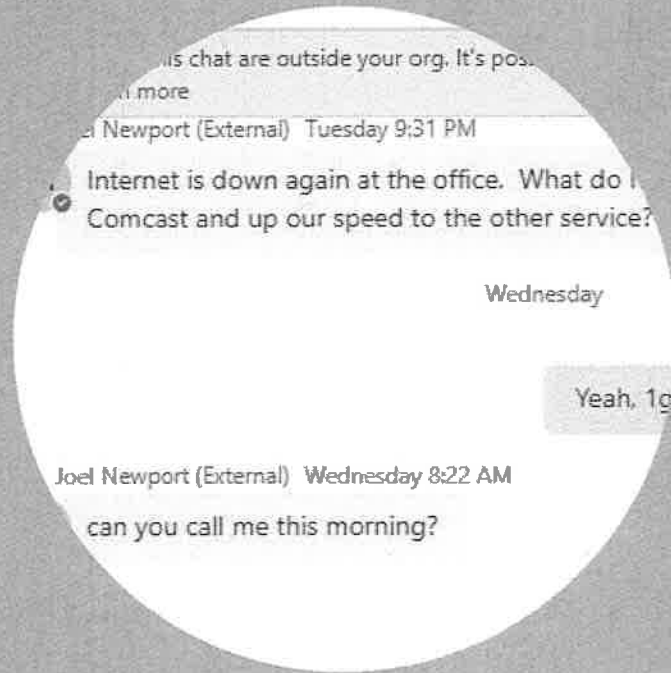 is chat are outside your org. It's
more
Newport (External) Tuesday 9:31 PM
Internet is down again at the office. What do
Comcast and up our speed to the other service?
Wednesday
Yeah,
Joel Newport (External) Wednesday 8:22 AM
can you call me this morning?